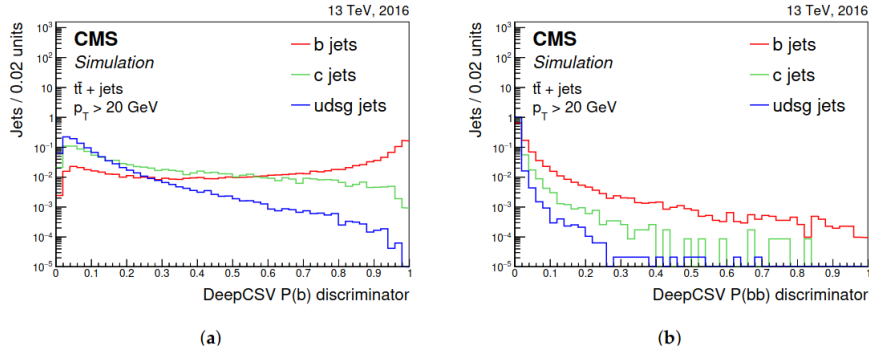 13 TeV, 2016
Jets / 0.02 units
10³
10²
10
1
10⁻¹
10⁻²
10⁻³
10⁻⁴
10⁻⁵
CMS
Simulation
tt̄ + jets
p_T > 20 GeV
b jets
c jets
udsg jets
0 0.1 0.2 0.3 0.4 0.5 0.6 0.7 0.8 0.9 1
DeepCSV P(b) discriminator
(a)
13 TeV, 2016
Jets / 0.02 units
10³
10²
10
1
10⁻¹
10⁻²
10⁻³
10⁻⁴
10⁻⁵
CMS
Simulation
tt̄ + jets
p_T > 20 GeV
b jets
c jets
udsg jets
0 0.1 0.2 0.3 0.4 0.5 0.6 0.7 0.8 0.9 1
DeepCSV P(bb) discriminator
(b)